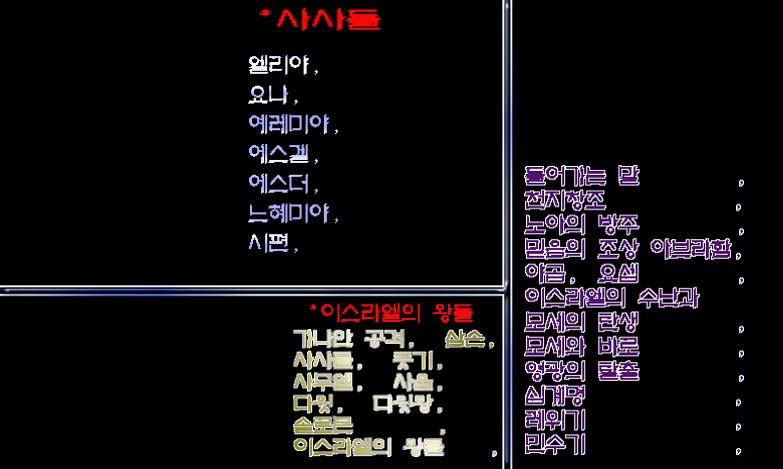 *사사들
엘리야,
요나,
예레미야,
에스겔,
에스더,
느헤미야,
시편,
*이스라엘의 왕들
가나안 공격, 삼손,
사사들, 룻기,
사무엘, 사울,
다윗, 다윗왕,
솔로몬 ,
이스라엘의 왕들 ,
들어가는 말 ,
천지창조 ,
노아의 방주 ,
믿음의 조상 아브라함,
야곱, 요셉 ,
이스라엘의 수난과
모세의 탄생 ,
모세와 바로 ,
영광의 탈출 ,
십계명 ,
레위기 ,
민수기 ,